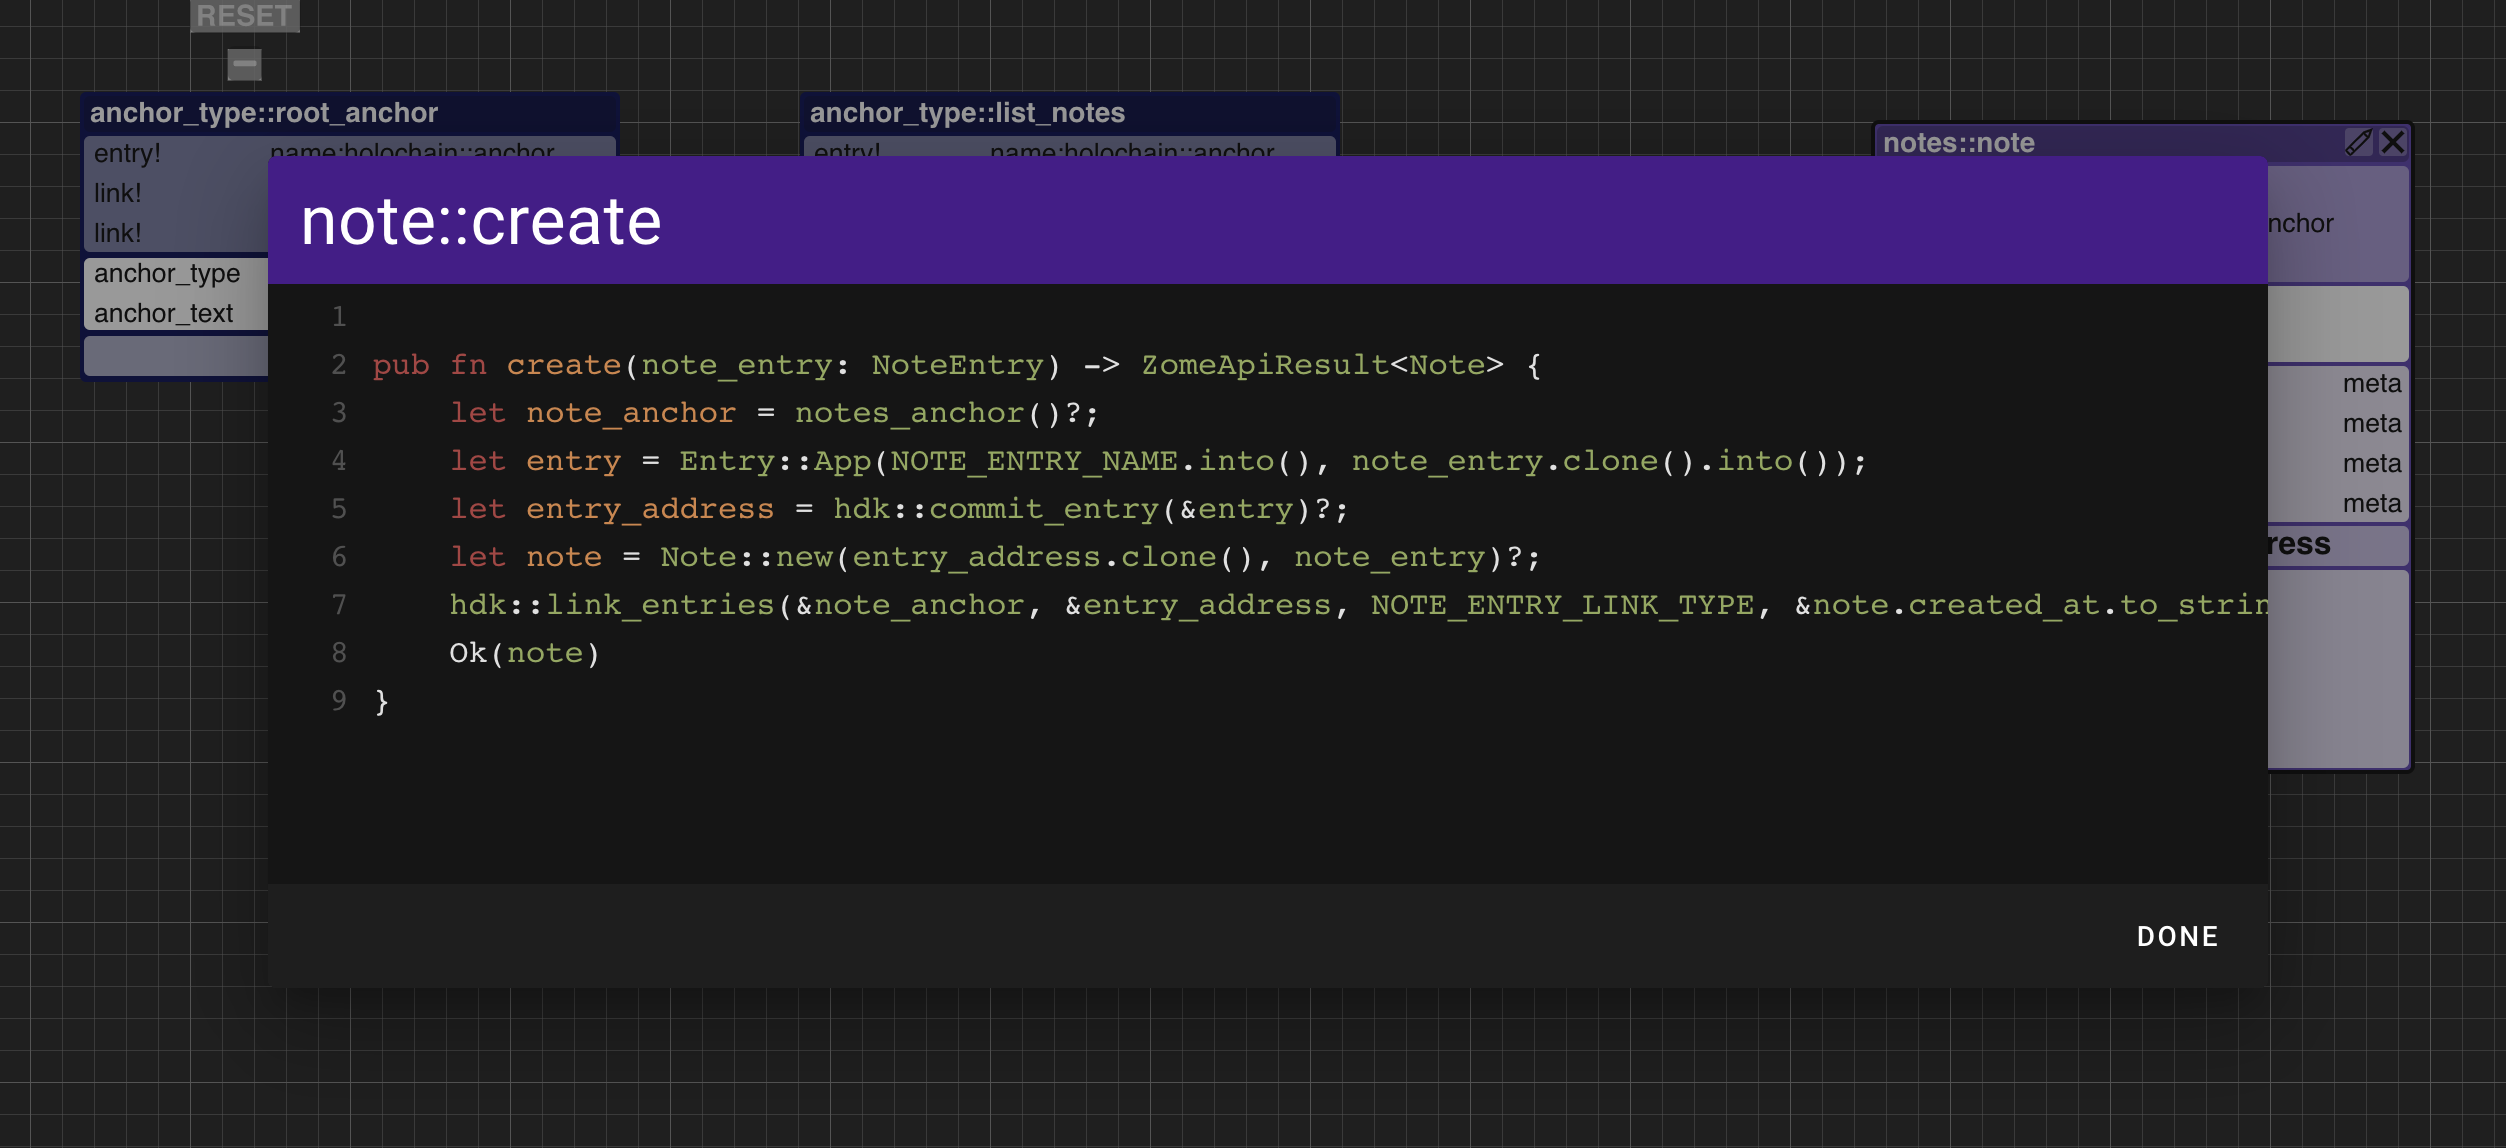 RESET
anchor_type::root_anchor
entry! name:holochain::anchor
link!
link!
anchor_type
anchor_text
anchor_type::list_notes
entry! name:holochain::anchor
notes::note
nchor
meta
meta
meta
meta
ress
note::create
1
2 pub fn create(note_entry: NoteEntry) -> ZomeApiResult<Note> {
3     let note_anchor = notes_anchor()?;
4     let entry = Entry::App(NOTE_ENTRY_NAME.into(), note_entry.clone().into());
5     let entry_address = hdk::commit_entry(&entry)?;
6     let note = Note::new(entry_address.clone(), note_entry)?;
7     hdk::link_entries(&note_anchor, &entry_address, NOTE_ENTRY_LINK_TYPE, &note.created_at.to_strin
8     Ok(note)
9 }
DONE